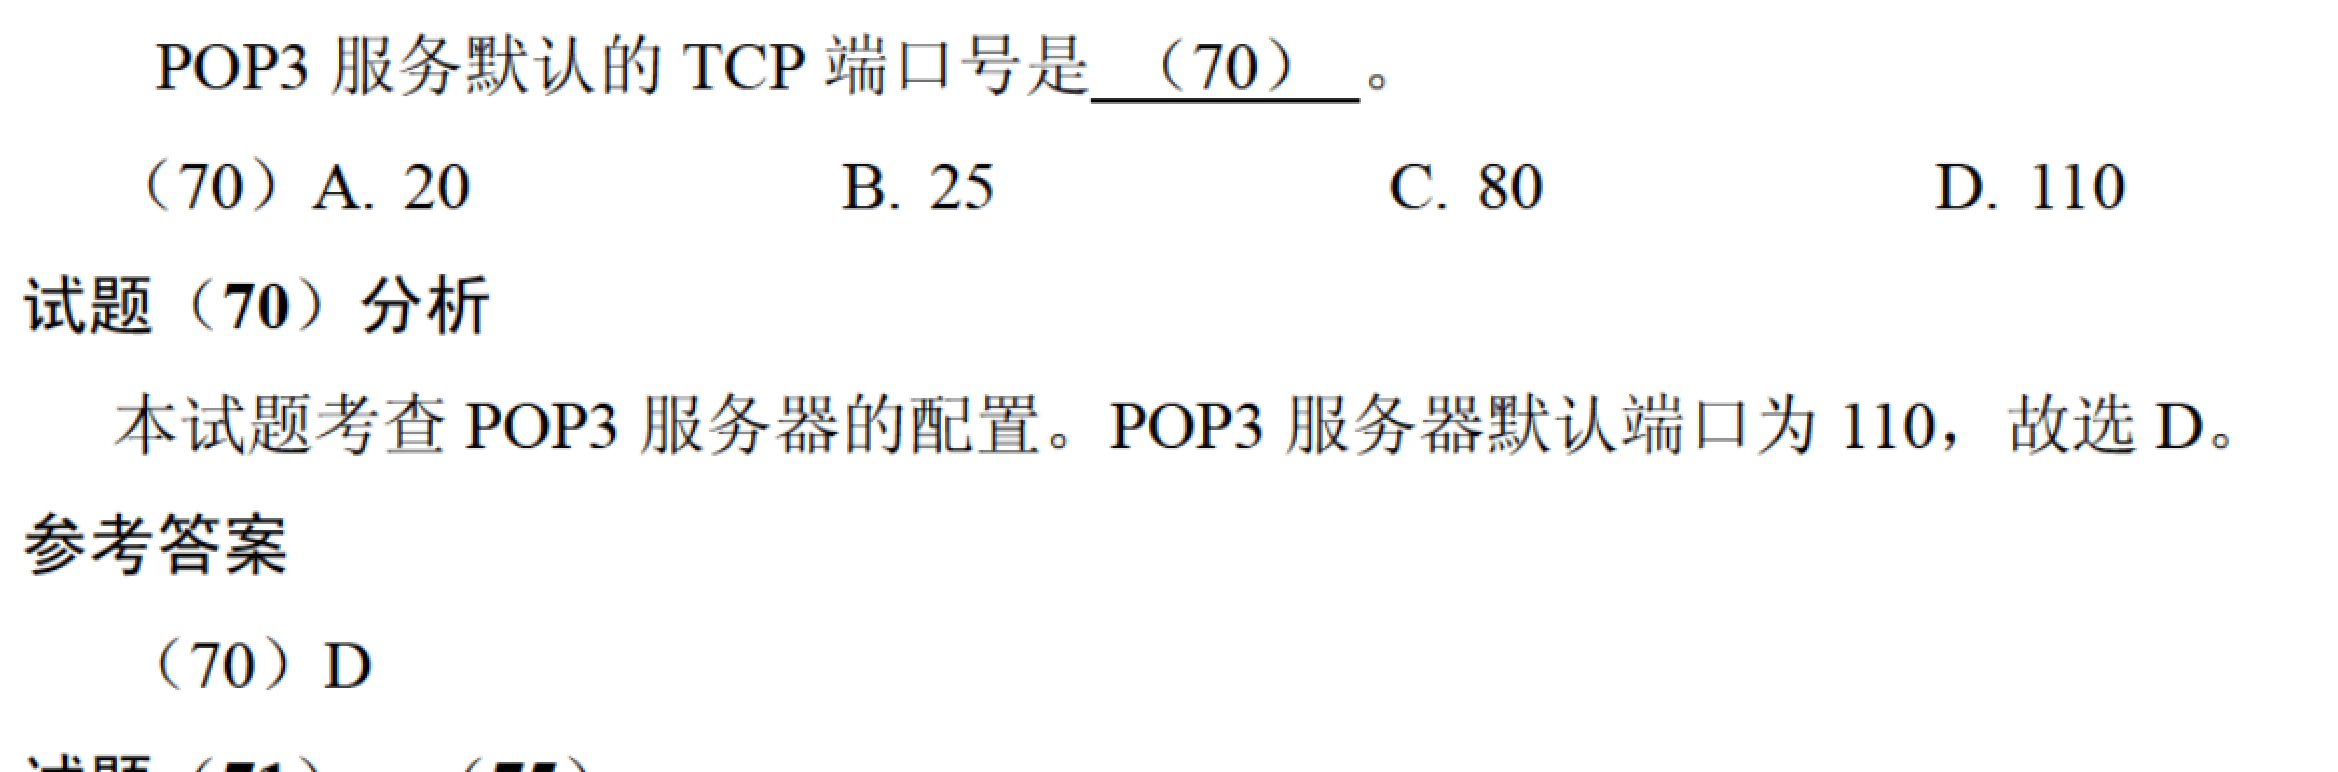 POP3 服务默认的 TCP 端口号是 （70） 。
（70）A. 20 B. 25 C. 80 D. 110
试题（70）分析
本试题考查 POP3 服务器的配置。POP3 服务器默认端口为 110，故选 D。
参考答案
（70）D